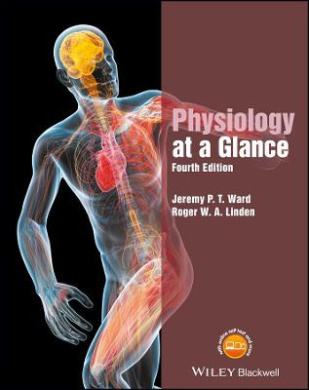 Physiology
at a Glance
Fourth Edition
Jeremy P. T. Ward
Roger W. A. Linden
WILEY Blackwell